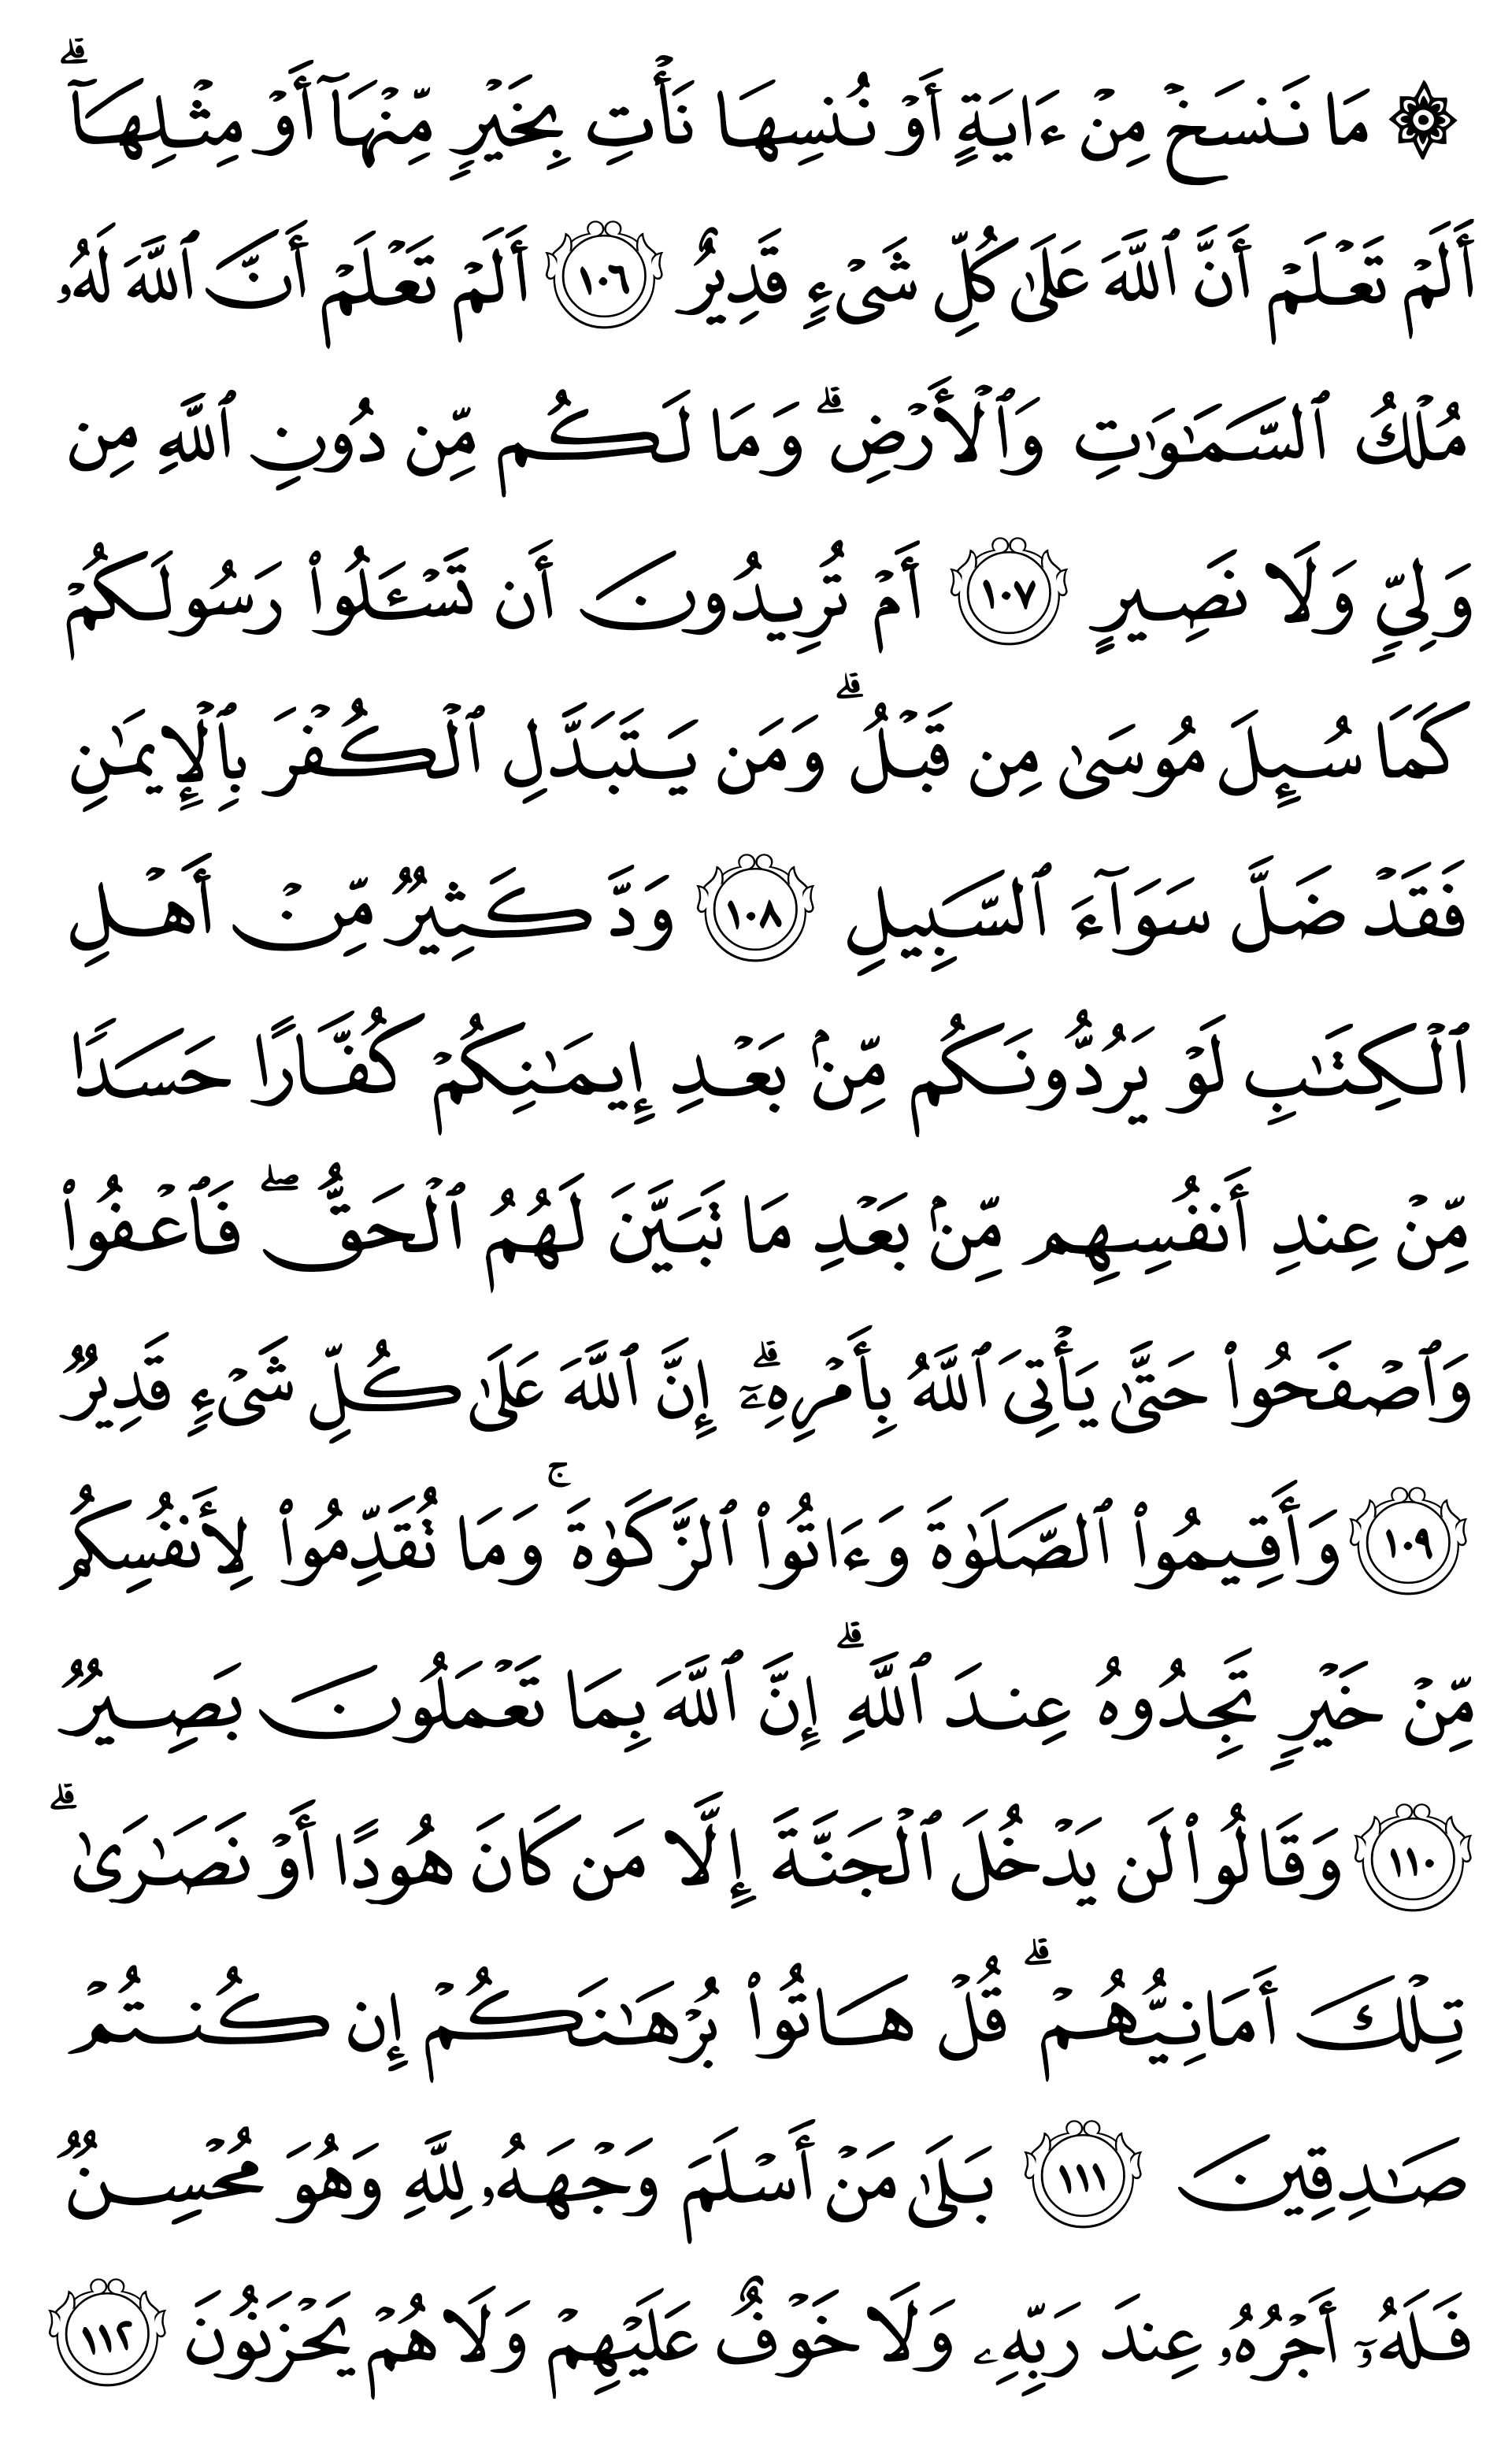 ۞ مَا نَنسَخۡ مِنۡ ءَايَةٍ أَوۡ نُنسِهَا نَأۡتِ بِخَيۡرٖ مِّنۡهَآ أَوۡ مِثۡلِهَآۗ
أَلَمۡ تَعۡلَمۡ أَنَّ ٱللَّهَ عَلَىٰ كُلِّ شَيۡءٖ قَدِيرٌ ١٠٦ أَلَمۡ تَعۡلَمۡ أَنَّ ٱللَّهَ لَهُۥ
مُلۡكُ ٱلسَّمَٰوَٰتِ وَٱلۡأَرۡضِۗ وَمَا لَكُم مِّن دُونِ ٱللَّهِ مِن
وَلِيّٖ وَلَا نَصِيرٍ ١٠٧ أَمۡ تُرِيدُونَ أَن تَسۡـَٔلُواْ رَسُولَكُمۡ
كَمَا سُئِلَ مُوسَىٰ مِن قَبۡلُۗ وَمَن يَتَبَدَّلِ ٱلۡكُفۡرَ بِٱلۡإِيمَٰنِ
فَقَدۡ ضَلَّ سَوَآءَ ٱلسَّبِيلِ ١٠٨ وَدَّ كَثِيرٞ مِّنۡ أَهۡلِ
ٱلۡكِتَٰبِ لَوۡ يَرُدُّونَكُم مِّنۢ بَعۡدِ إِيمَٰنِكُمۡ كُفَّارًا حَسَدٗا
مِّنۡ عِندِ أَنفُسِهِم مِّنۢ بَعۡدِ مَا تَبَيَّنَ لَهُمُ ٱلۡحَقُّۖ فَٱعۡفُواْ
وَٱصۡفَحُواْ حَتَّىٰ يَأۡتِيَ ٱللَّهُ بِأَمۡرِهِۦٓۗ إِنَّ ٱللَّهَ عَلَىٰ كُلِّ شَيۡءٖ قَدِيرٞ
١٠٩ وَأَقِيمُواْ ٱلصَّلَوٰةَ وَءَاتُواْ ٱلزَّكَوٰةَۚ وَمَا تُقَدِّمُواْ لِأَنفُسِكُم
مِّنۡ خَيۡرٖ تَجِدُوهُ عِندَ ٱللَّهِۗ إِنَّ ٱللَّهَ بِمَا تَعۡمَلُونَ بَصِيرٞ
١١٠ وَقَالُواْ لَن يَدۡخُلَ ٱلۡجَنَّةَ إِلَّا مَن كَانَ هُودًا أَوۡ نَصَٰرَىٰۗ
تِلۡكَ أَمَانِيُّهُمۡۗ قُلۡ هَاتُواْ بُرۡهَٰنَكُمۡ إِن كُنتُمۡ
صَٰدِقِينَ ١١١ بَلَىٰ مَنۡ أَسۡلَمَ وَجۡهَهُۥ لِلَّهِ وَهُوَ مُحۡسِنٞ
فَلَهُۥٓ أَجۡرُهُۥ عِندَ رَبِّهِۦ وَلَا خَوۡفٌ عَلَيۡهِمۡ وَلَا هُمۡ يَحۡزَنُونَ ١١٢